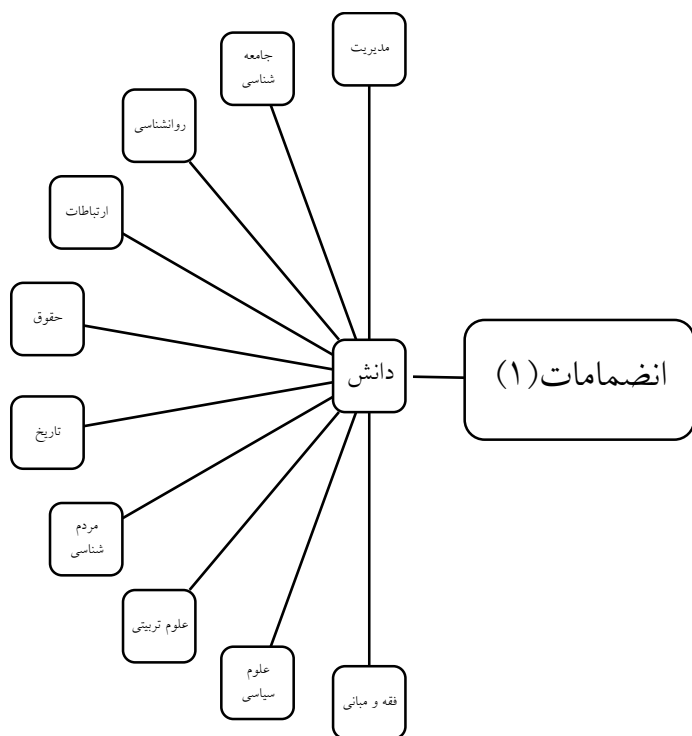 انضمامات(۱)
دانش
مدیریت
جامعه
شناسی
روانشناسی
ارتباطات
حقوق
تاریخ
مردم
شناسی
علوم تربیتی
علوم
سیاسی
فقه و مبانی